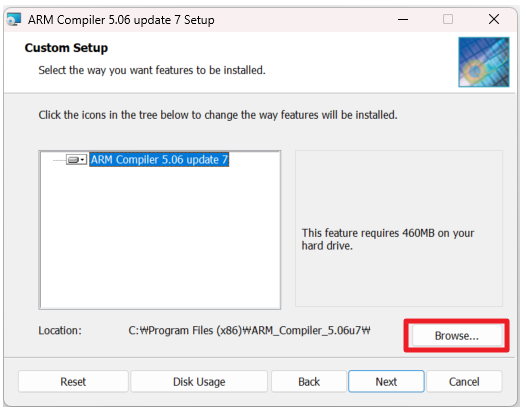 ARM Compiler 5.06 update 7 Setup
Custom Setup
Select the way you want features to be installed.
Click the icons in the tree below to change the way features will be installed.
ARM Compiler 5.06 update 7
This feature requires 460MB on your
hard drive.
Location: C:₩Program Files (x86)₩ARM_Compiler_5.06u7₩
Browse...
Reset Disk Usage Back Next Cancel